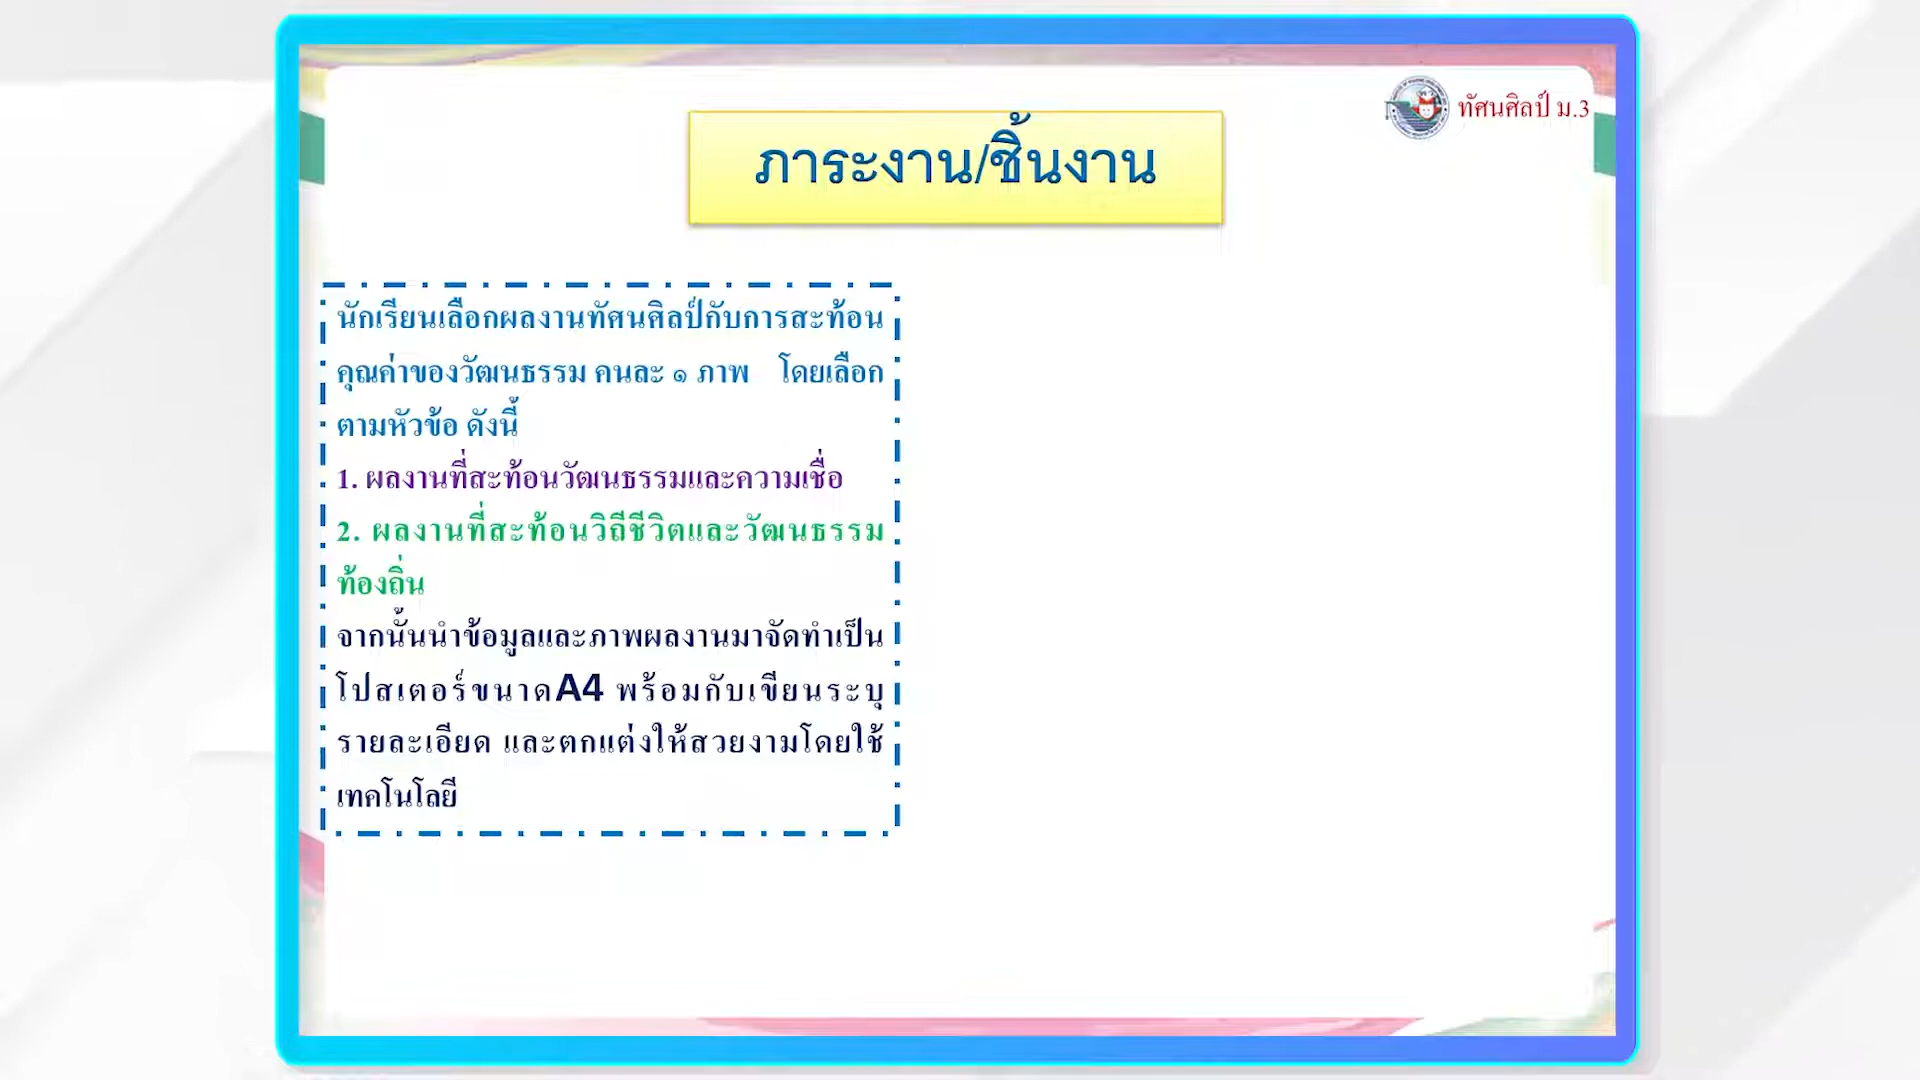 ทัศนศิลป์ ม.3
ภาระงาน/ชิ้นงาน
นักเรียนเลือกผลงานทัศนศิลป์กับการสะท้อน
คุณค่าของวัฒนธรรม คนละ ๑ ภาพ โดยเลือก
ตามหัวข้อ ดังนี้
1. ผลงานที่สะท้อนวัฒนธรรมและความเชื่อ
2. ผลงานที่สะท้อนวิถีชีวิตและวัฒนธรรม
ท้องถิ่น
จากนั้นนำข้อมูลและภาพผลงานมาจัดทำเป็น
โปสเตอร์ขนาดA4 พร้อมกับเขียนระบุ
รายละเอียด และตกแต่งให้สวยงามโดยใช้
เทคโนโลยี